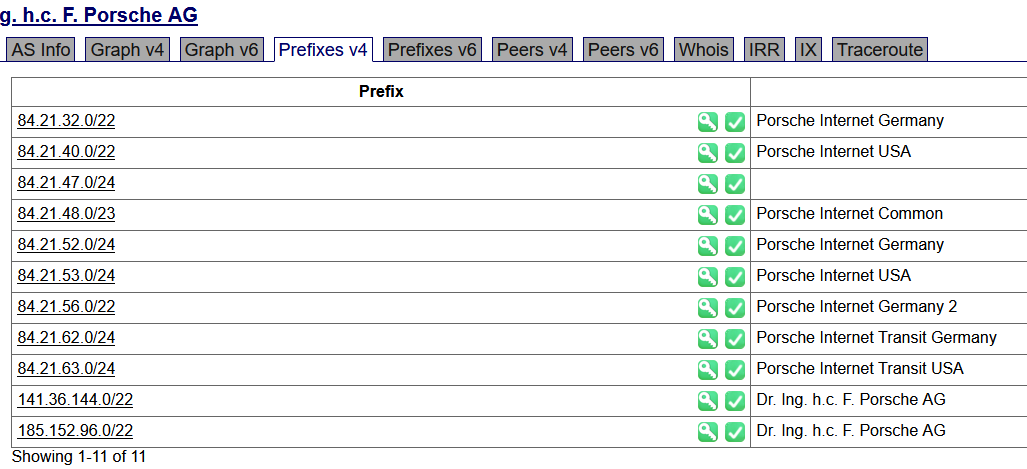 g. h.c. F. Porsche AG
AS Info Graph v4 Graph v6 Prefixes v4 Prefixes v6 Peers v4 Peers v6 Whois IRR IX Traceroute
Prefix
84.21.32.0/22 Porsche Internet Germany
84.21.40.0/22 Porsche Internet USA
84.21.47.0/24
84.21.48.0/23 Porsche Internet Common
84.21.52.0/24 Porsche Internet Germany
84.21.53.0/24 Porsche Internet USA
84.21.56.0/22 Porsche Internet Germany 2
84.21.62.0/24 Porsche Internet Transit Germany
84.21.63.0/24 Porsche Internet Transit USA
141.36.144.0/22 Dr. Ing. h.c. F. Porsche AG
185.152.96.0/22 Dr. Ing. h.c. F. Porsche AG
Showing 1-11 of 11